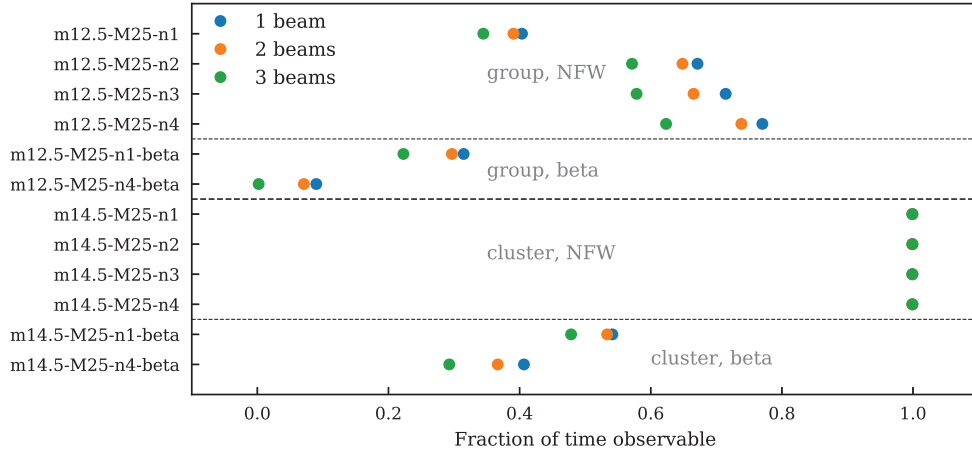 m12.5-M25-n1
m12.5-M25-n2
m12.5-M25-n3
m12.5-M25-n4
m12.5-M25-n1-beta
m12.5-M25-n4-beta
m14.5-M25-n1
m14.5-M25-n2
m14.5-M25-n3
m14.5-M25-n4
m14.5-M25-n1-beta
m14.5-M25-n4-beta
1 beam
2 beams
3 beams
group, NFW
group, beta
cluster, NFW
cluster, beta
0.0 0.2 0.4 0.6 0.8 1.0
Fraction of time observable